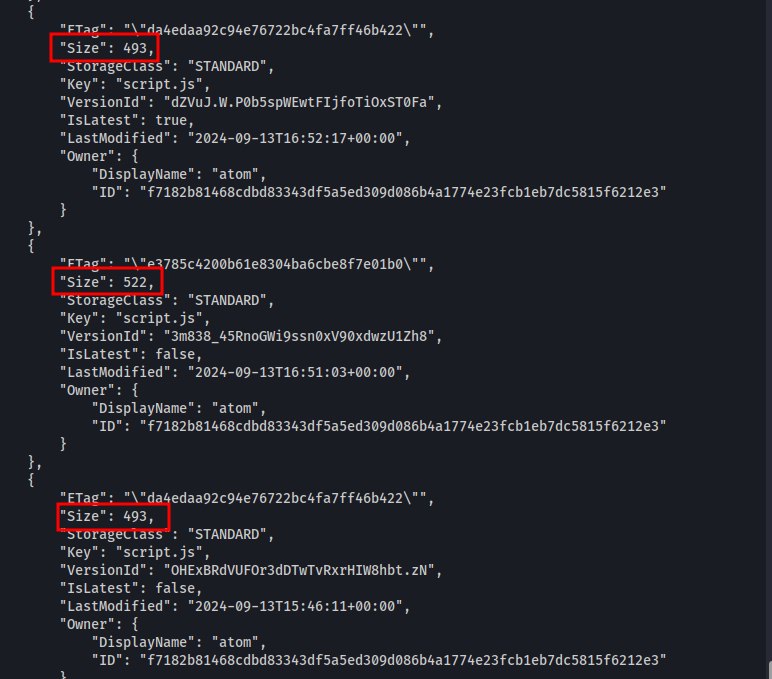 {
"ETag": "\"da4edaa92c94e76722bc4fa7ff46b422\"",
"Size": 493,
"StorageClass": "STANDARD",
"Key": "script.js",
"VersionId": "dZVuJ.W.P0b5spWEwtFIjfoTiOxST0Fa",
"IsLatest": true,
"LastModified": "2024-09-13T16:52:17+00:00",
"Owner": {
"DisplayName": "atom",
"ID": "f7182b81468cdbd83343df5a5ed309d086b4a1774e23fcb1eb7dc5815f6212e3"
}
},
{
"ETag": "\"e3785c4200b61e8304ba6cbe8f7e01b0\"",
"Size": 522,
"StorageClass": "STANDARD",
"Key": "script.js",
"VersionId": "3m838_45RnoGWi9ssn0xV90xdwzU1Zh8",
"IsLatest": false,
"LastModified": "2024-09-13T16:51:03+00:00",
"Owner": {
"DisplayName": "atom",
"ID": "f7182b81468cdbd83343df5a5ed309d086b4a1774e23fcb1eb7dc5815f6212e3"
}
},
{
"ETag": "\"da4edaa92c94e76722bc4fa7ff46b422\"",
"Size": 493,
"StorageClass": "STANDARD",
"Key": "script.js",
"VersionId": "OHExBRdVUFOr3dDTwTvRxrHIW8hbt.zN",
"IsLatest": false,
"LastModified": "2024-09-13T15:46:11+00:00",
"Owner": {
"DisplayName": "atom",
"ID": "f7182b81468cdbd83343df5a5ed309d086b4a1774e23fcb1eb7dc5815f6212e3"
}